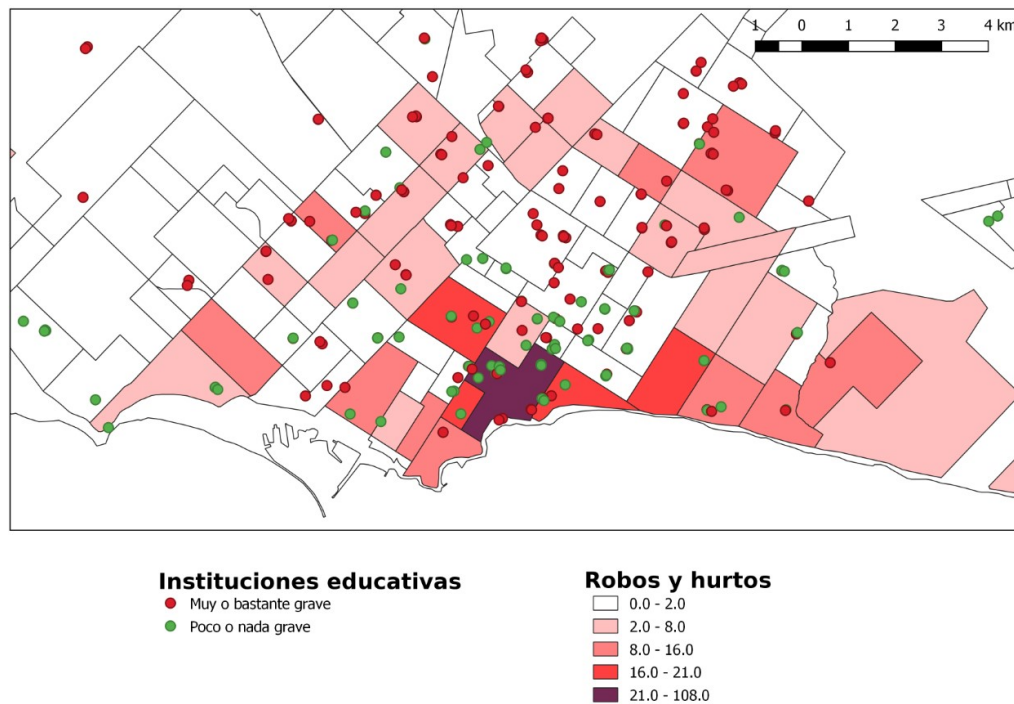 1 0 1 2 3 4 km
Instituciones educativas
Muy o bastante grave
Poco o nada grave
Robos y hurtos
0.0 - 2.0
2.0 - 8.0
8.0 - 16.0
16.0 - 21.0
21.0 - 108.0